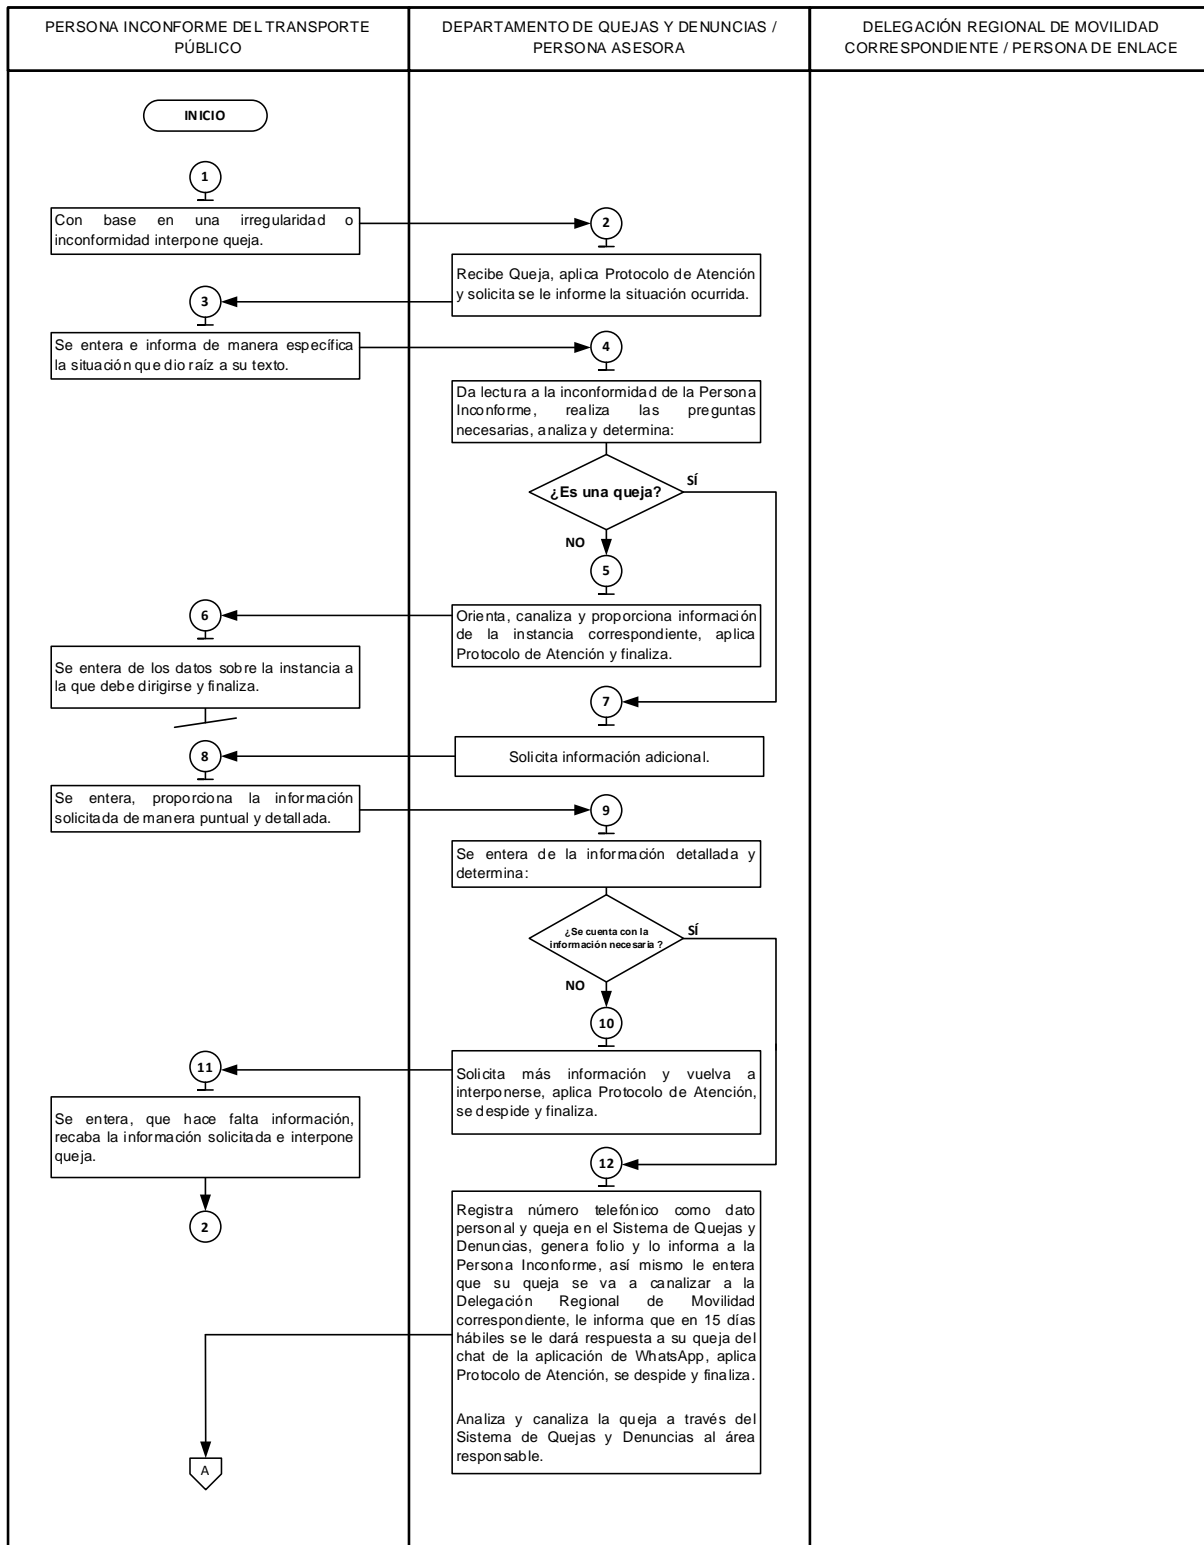 PERSONA INCONFORME DEL TRANSPORTE
PÚBLICO
DEPARTAMENTO DE QUEJAS Y DENUNCIAS /
PERSONA ASESORA
DELEGACIÓN REGIONAL DE MOVILIDAD
CORRESPONDIENTE / PERSONA DE ENLACE
INICIO
1
Con base en una irregularidad o
inconformidad interpone queja.
2
Recibe Queja, aplica Protocolo de Atención
y solicita se le informe la situación ocurrida.
3
Se entera e informa de manera específica
la situación que dio raíz a su texto.
4
Da lectura a la inconformidad de la Persona
Inconforme, realiza las preguntas
necesarias, analiza y determina:
¿Es una queja?
SÍ
NO
5
Orienta, canaliza y proporciona información
de la instancia correspondiente, aplica
Protocolo de Atención y finaliza.
6
Se entera de los datos sobre la instancia a
la que debe dirigirse y finaliza.
7
Solicita información adicional.
8
Se entera, proporciona la información
solicitada de manera puntual y detallada.
9
Se entera de la información detallada y
determina:
¿Se cuenta con la
información necesaria ?
SÍ
NO
10
Solicita más información y vuelva a
interponerse, aplica Protocolo de Atención,
se despide y finaliza.
11
Se entera, que hace falta información,
recaba la información solicitada e interpone
queja.
2
12
Registra número telefónico como dato
personal y queja en el Sistema de Quejas y
Denuncias, genera folio y lo informa a la
Persona Inconforme, así mismo le entera
que su queja se va a canalizar a la
Delegación Regional de Movilidad
correspondiente, le informa que en 15 días
hábiles se le dará respuesta a su queja del
chat de la aplicación de WhatsApp, aplica
Protocolo de Atención, se despide y finaliza.
Analiza y canaliza la queja a través del
Sistema de Quejas y Denuncias al área
responsable.
A